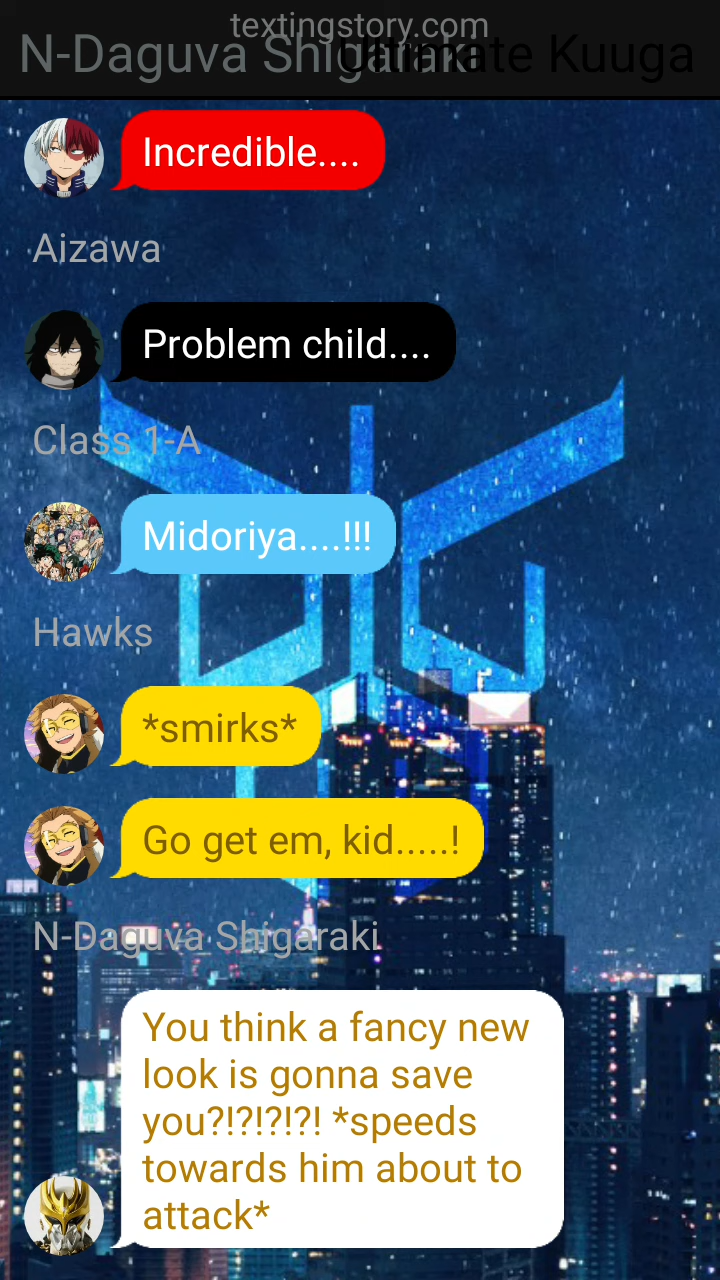 textingstory.com
N-Daguva Shigaraki
Ultimate Kuuga
Incredible....
Aizawa
Problem child....
Class 1-A
Midoriya....!!!
Hawks
*smirks*
Go get em, kid.....!
N-Daguva Shigaraki
You think a fancy new
look is gonna save
you?!?!?!?! *speeds
towards him about to
attack*